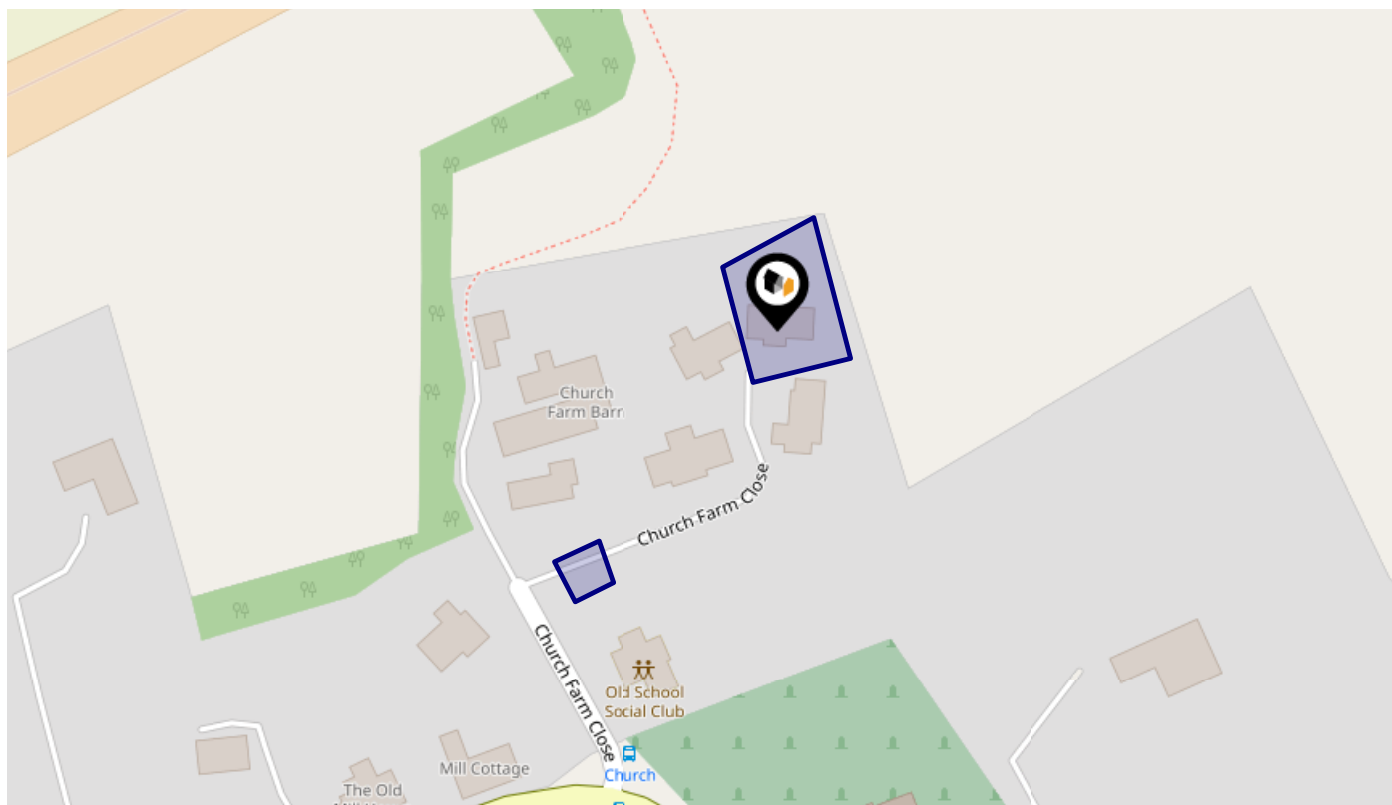 Church
Farm Barn
Church Farm Close
Church Farm Close
Old School
Social Club
Mill Cottage
Church
The Old